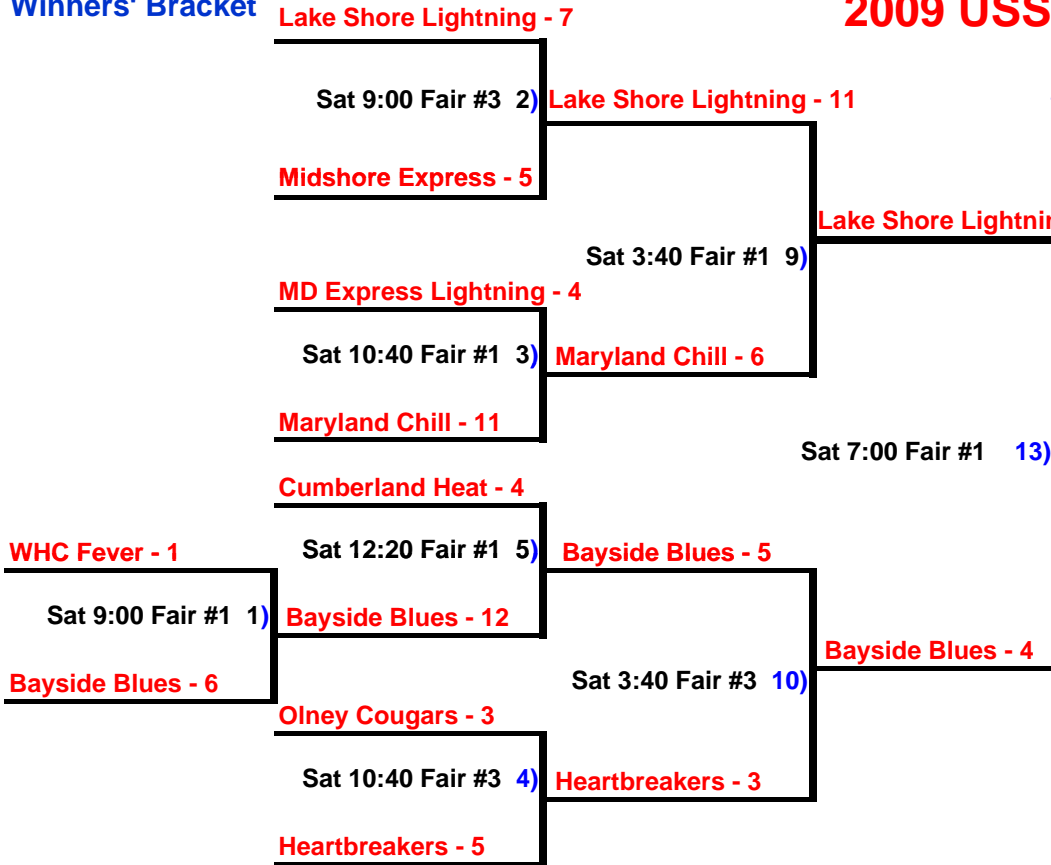 Winners' Bracket
Lake Shore Lightning - 7
2009 USS
Sat 9:00 Fair #3 2)
Lake Shore Lightning - 11
Midshore Express - 5
Lake Shore Lightnin
Sat 3:40 Fair #1 9)
MD Express Lightning - 4
Sat 10:40 Fair #1 3)
Maryland Chill - 6
Maryland Chill - 11
Sat 7:00 Fair #1 13)
Cumberland Heat - 4
WHC Fever - 1
Sat 12:20 Fair #1 5)
Bayside Blues - 5
Sat 9:00 Fair #1 1)
Bayside Blues - 12
Bayside Blues - 4
Bayside Blues - 6
Sat 3:40 Fair #3 10)
Olney Cougars - 3
Sat 10:40 Fair #3 4)
Heartbreakers - 3
Heartbreakers - 5